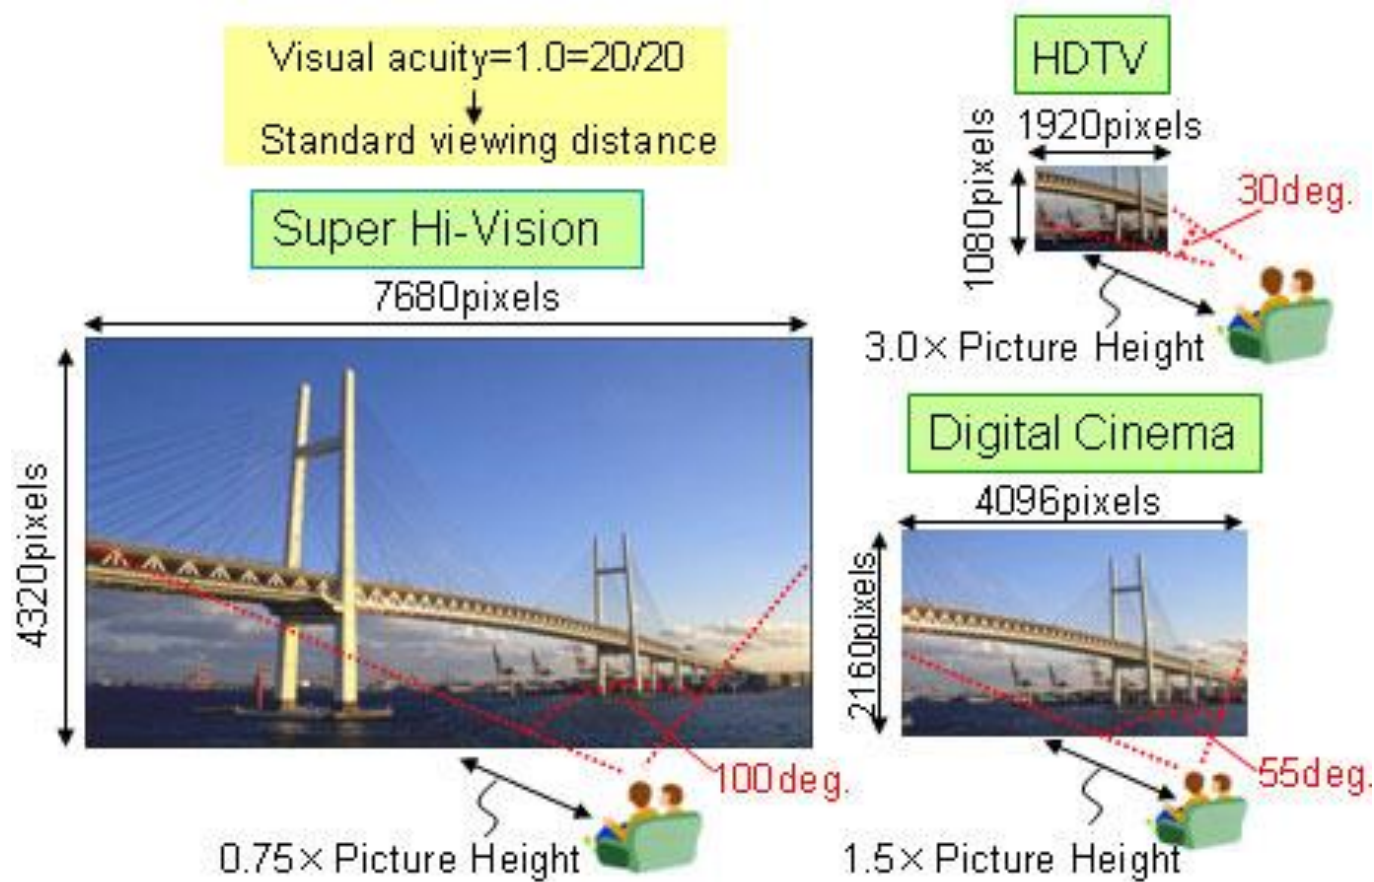 Visual acuity=1.0=20/20
Standard viewing distance
Super Hi-Vision
7680pixels
4320pixels
100deg.
0.75× Picture Height
HDTV
1920pixels
1080pixels
30deg.
3.0× Picture Height
Digital Cinema
4096pixels
2160pixels
55deg.
1.5× Picture Height